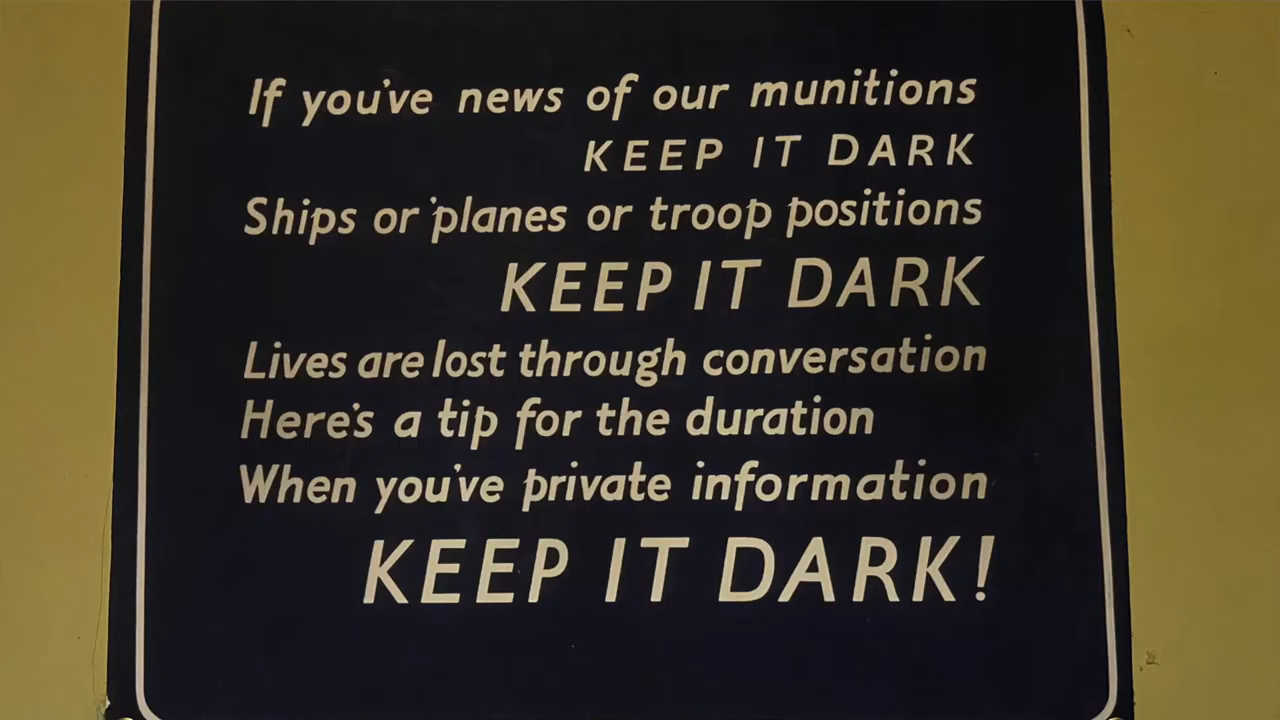 If you've news of our munitions
KEEP IT DARK
Ships or 'planes or troop positions
KEEP IT DARK
Lives are lost through conversation
Here's a tip for the duration
When you've private information
KEEP IT DARK!